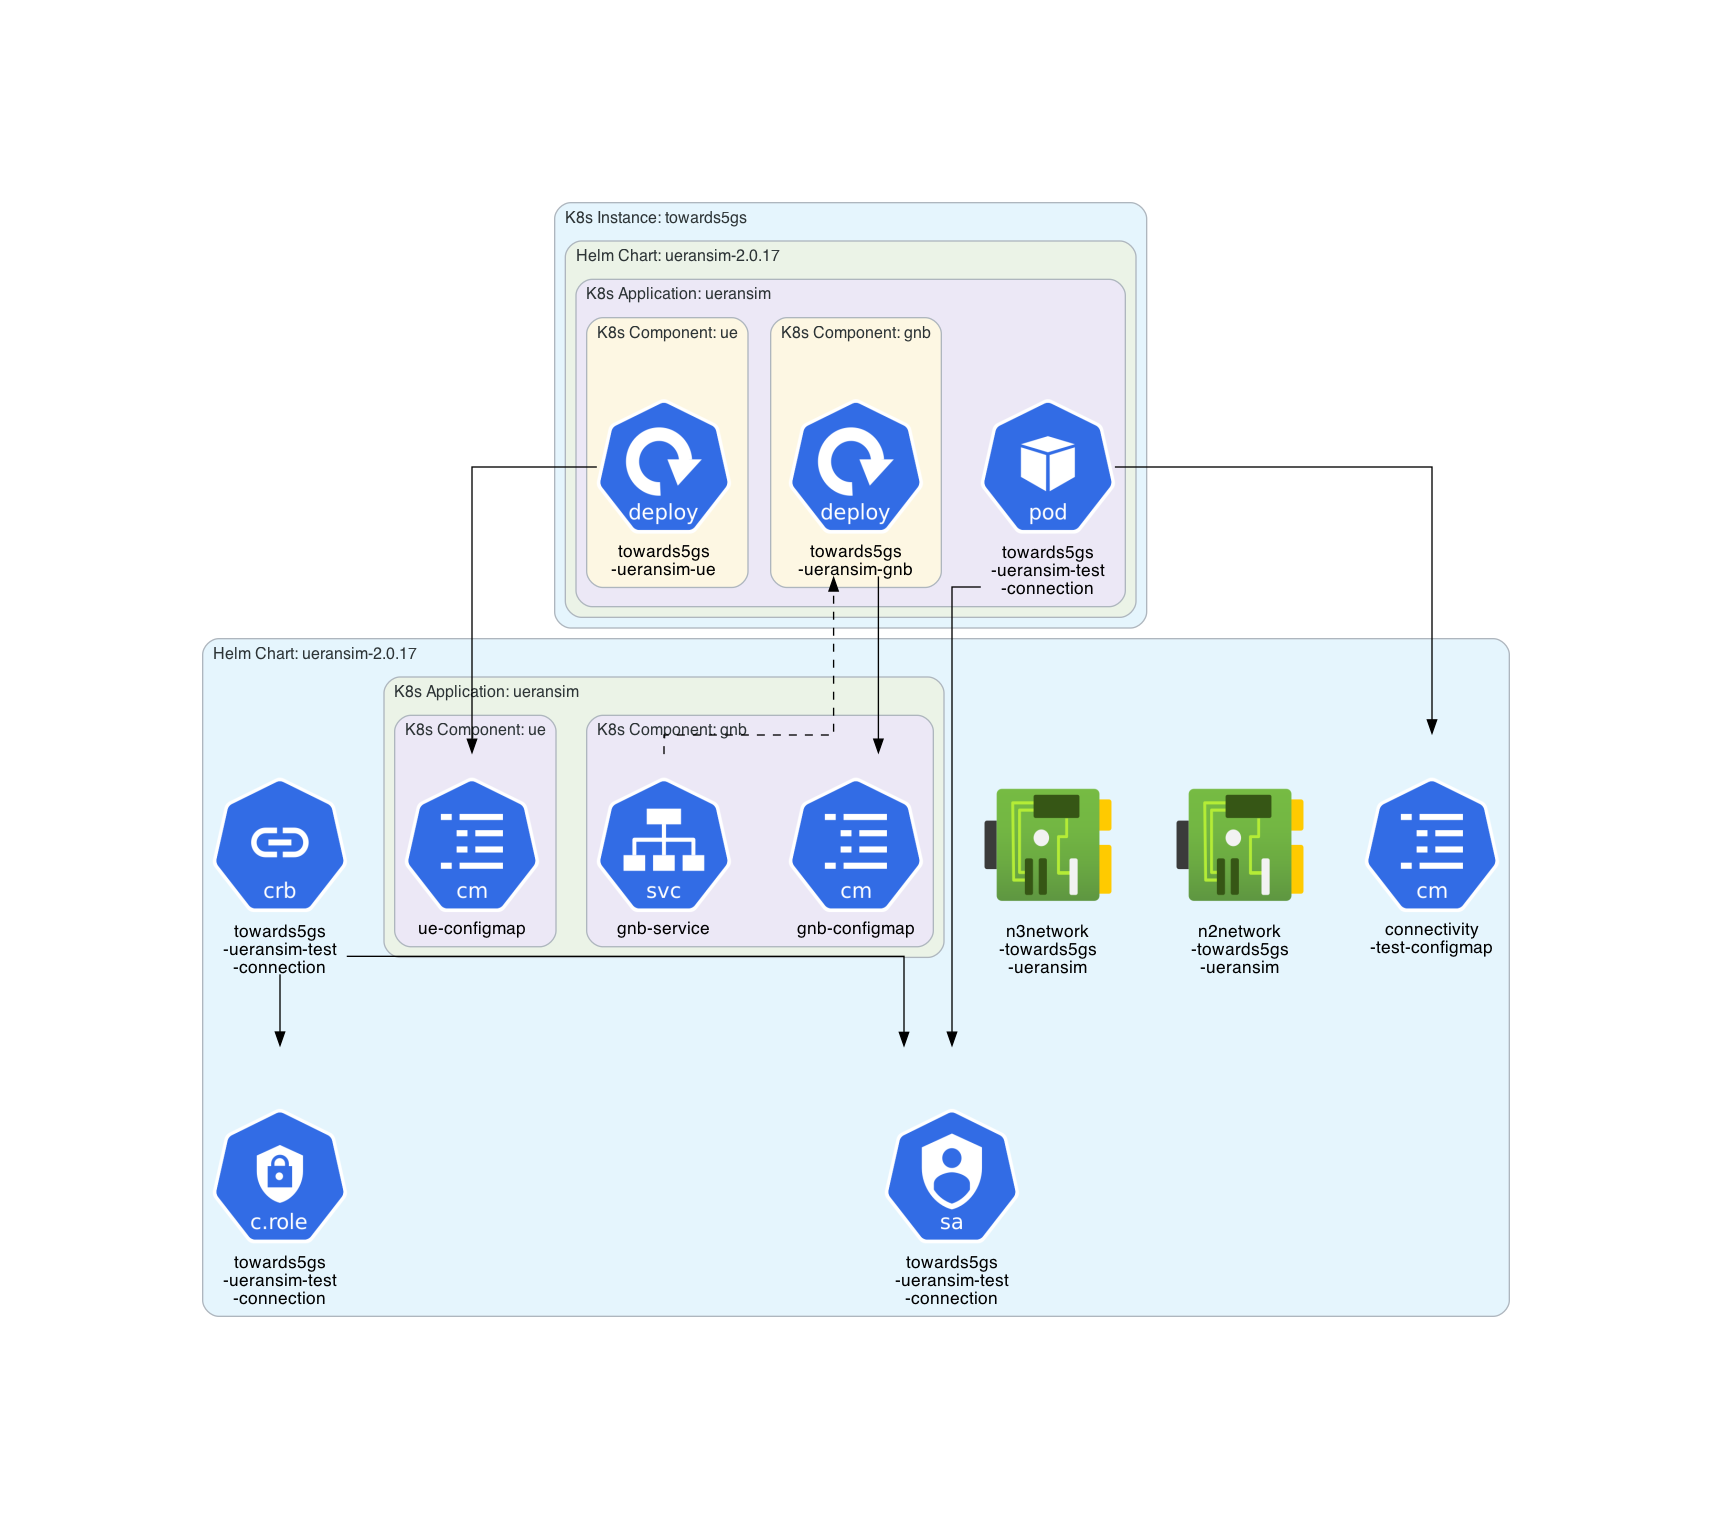 K8s Instance: towards5gs
Helm Chart: ueransim-2.0.17
K8s Application: ueransim
K8s Component: ue
K8s Component: gnb
deploy
towards5gs
-ueransim-ue
deploy
towards5gs
-ueransim-gnb
pod
towards5gs
-ueransim-test
-connection
Helm Chart: ueransim-2.0.17
K8s Application: ueransim
K8s Component: ue
K8s Component: gnb
crb
towards5gs
-ueransim-test
-connection
cm
ue-configmap
svc
gnb-service
cm
gnb-configmap
n3network
-towards5gs
-ueransim
n2network
-towards5gs
-ueransim
cm
connectivity
-test-configmap
c.role
towards5gs
-ueransim-test
-connection
sa
towards5gs
-ueransim-test
-connection